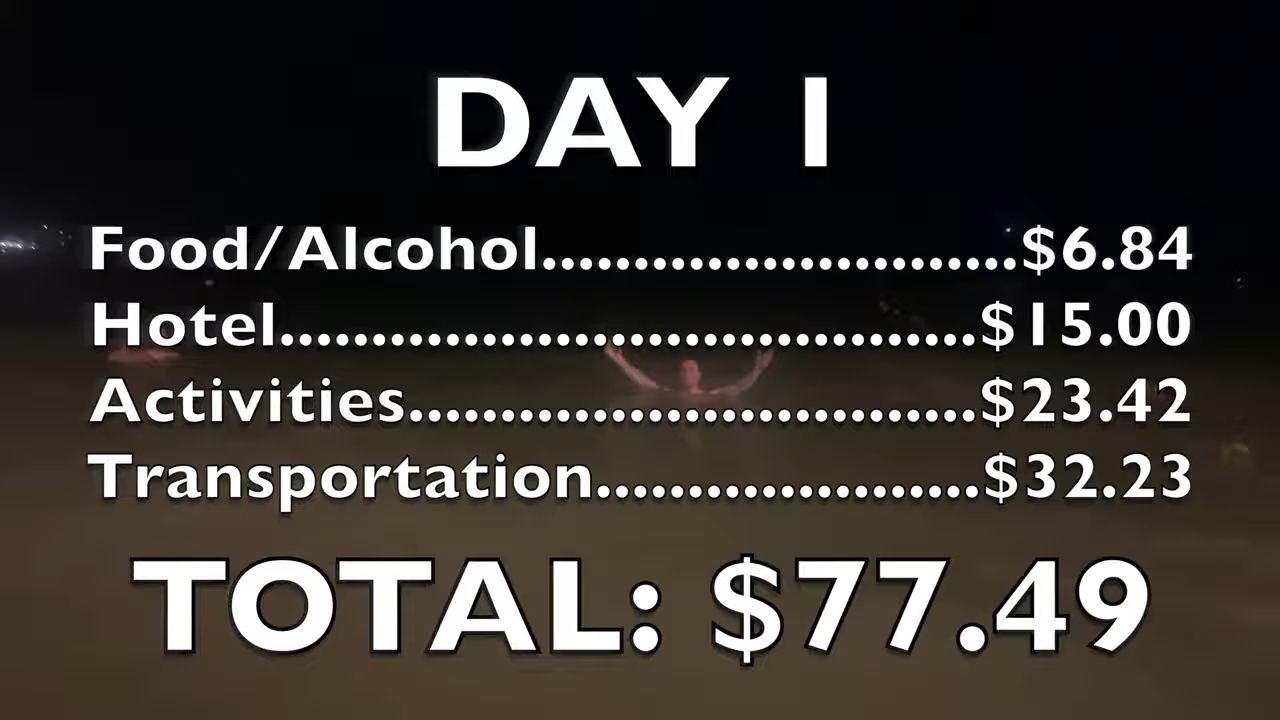 DAY 1
Food/Alcohol..........................$6.84
Hotel......................................$15.00
Activities...............................$23.42
Transportation.....................$32.23
TOTAL: $77.49